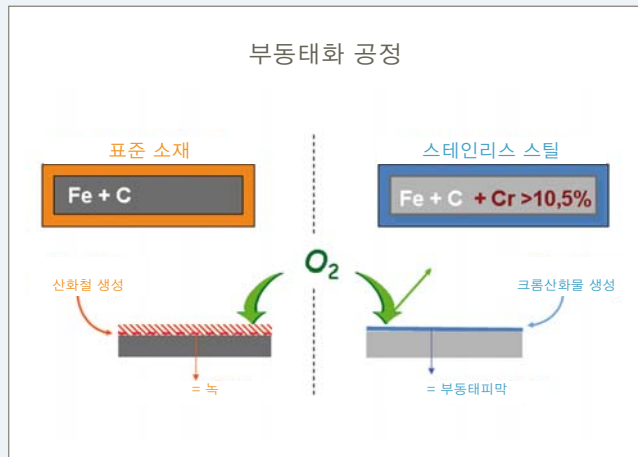 부동태화 공정
표준 소재
스테인리스 스틸
Fe + C
Fe + C + Cr >10,5%
O2
산화철 생성
크롬산화물 생성
= 녹
= 부동태피막